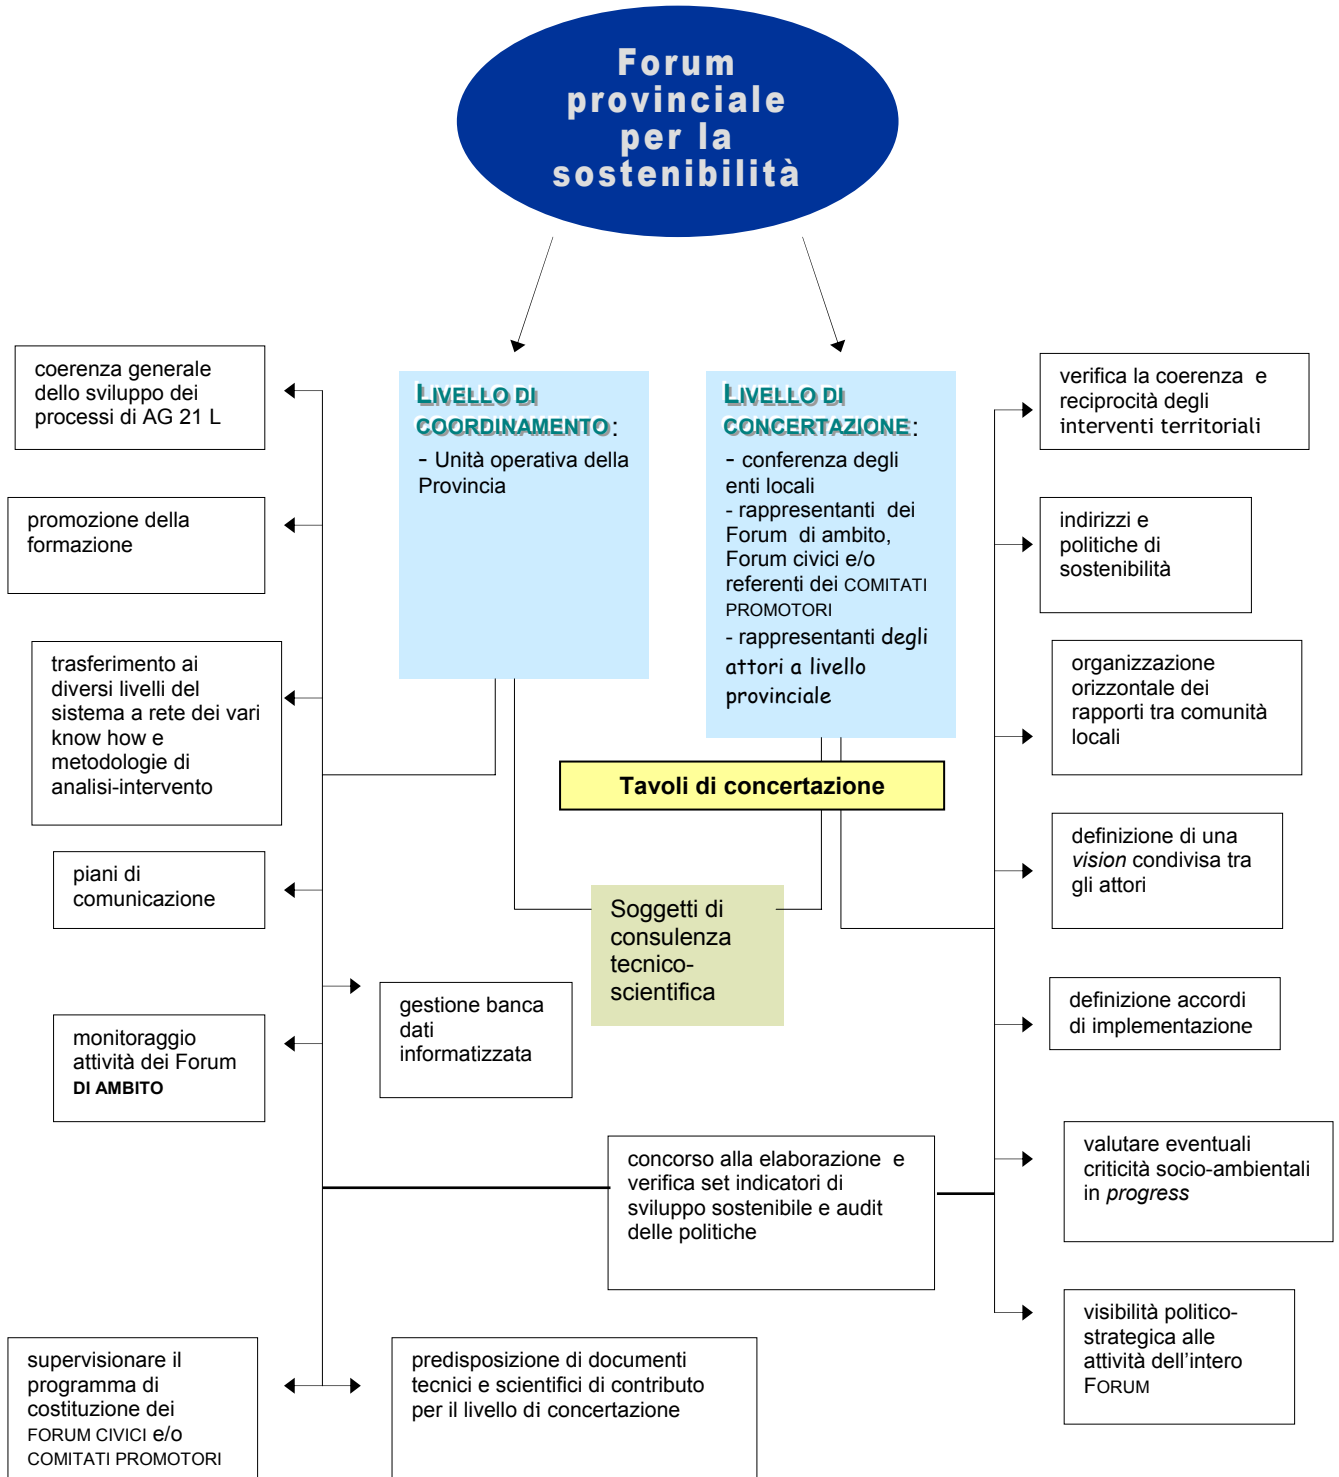 Forum
provinciale
per la
sostenibilità
coerenza generale
dello sviluppo dei
processi di AG 21 L
promozione della
formazione
trasferimento ai
diversi livelli del
sistema a rete dei vari
know how e
metodologie di
analisi-intervento
piani di
comunicazione
monitoraggio
attività dei Forum
DI AMBITO
supervisionare il
programma di
costituzione dei
FORUM CIVICI e/o
COMITATI PROMOTORI
LIVELLO DI
COORDINAMENTO:
- Unità operativa della
Provincia
LIVELLO DI
CONCERTAZIONE:
- conferenza degli
enti locali
- rappresentanti dei
Forum di ambito,
Forum civici e/o
referenti dei COMITATI
PROMOTORI
- rappresentanti degli
attori a livello
provinciale
Tavoli di concertazione
Soggetti di
consulenza
tecnico-
scientifica
gestione banca
dati
informatizzata
concorso alla elaborazione e
verifica set indicatori di
sviluppo sostenibile e audit
delle politiche
predisposizione di documenti
tecnici e scientifici di contributo
per il livello di concertazione
verifica la coerenza e
reciprocità degli
interventi territoriali
indirizzi e
politiche di
sostenibilità
organizzazione
orizzontale dei
rapporti tra comunità
locali
definizione di una
vision condivisa tra
gli attori
definizione accordi
di implementazione
valutare eventuali
criticità socio-ambientali
in progress
visibilità politico-
strategica alle
attività dell'intero
FORUM